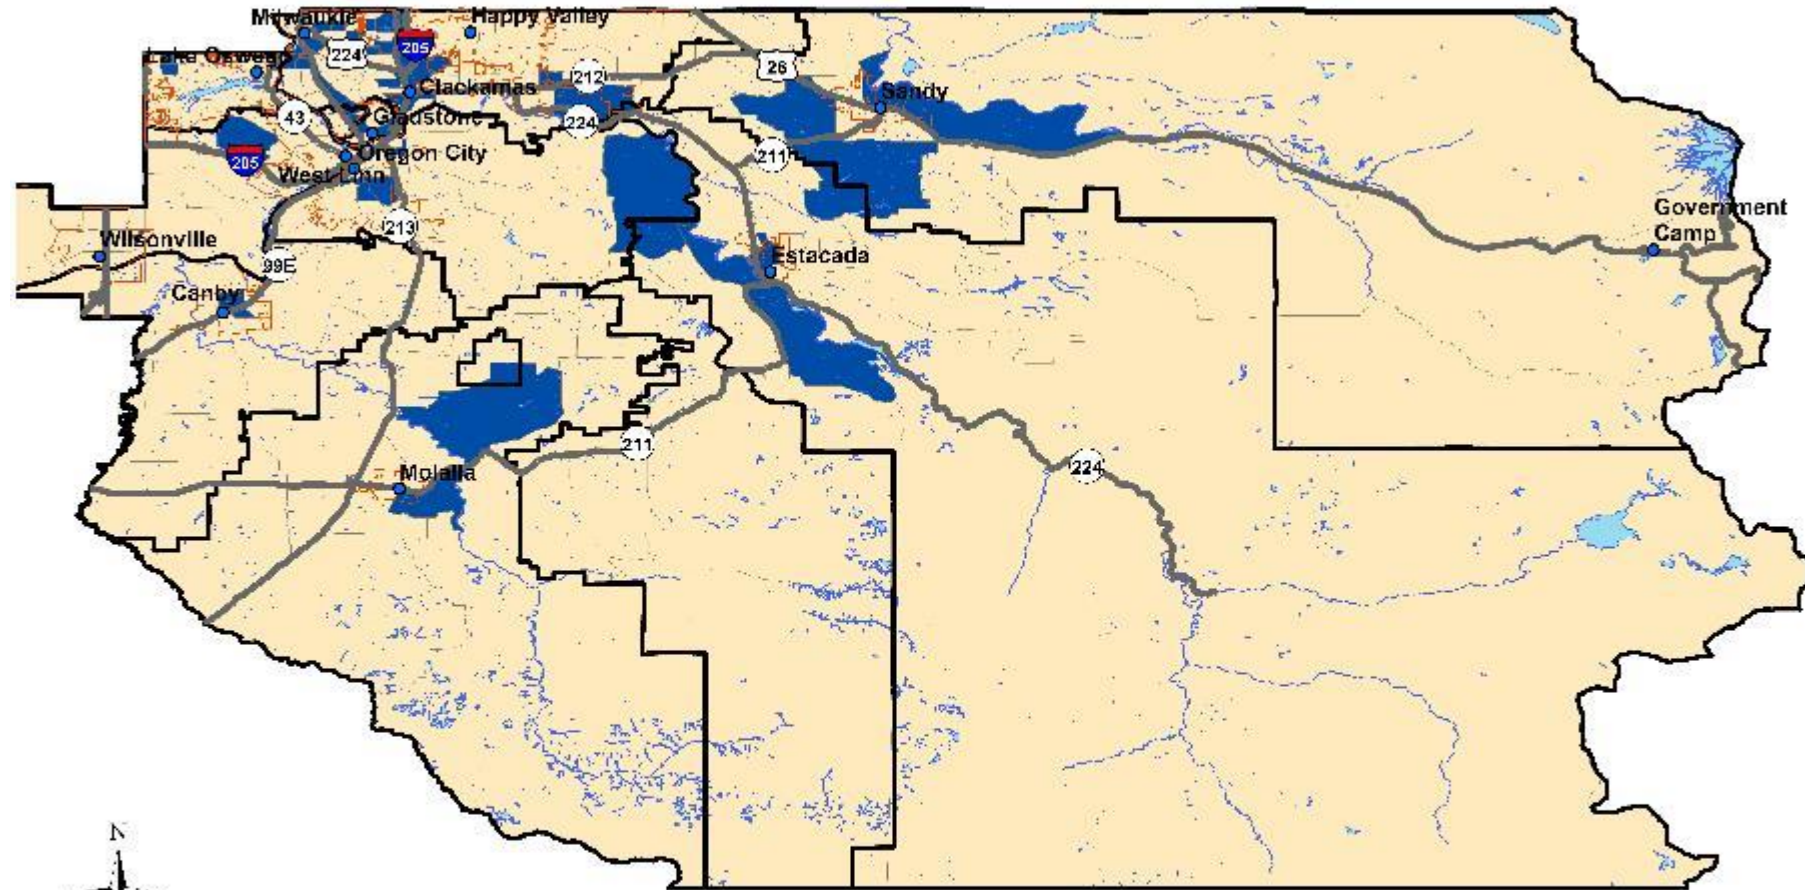 Milwaukie
Happy Valley
205
224
Lake Oswego
26
212
Clackamas
Sandy
43
Gladstone
224
205
Oregon City
211
West Linn
213
Government
Camp
Wilsonville
99E
Estacada
Canby
211
Molalla
224
N